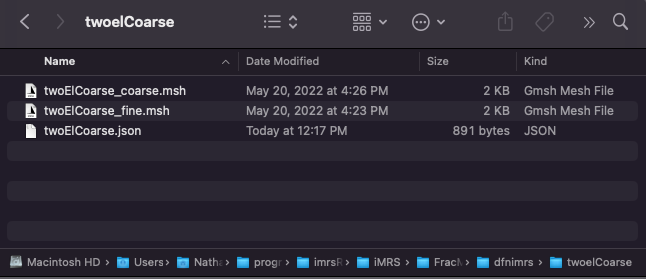 twoelCoarse
Name Date Modified Size Kind
twoElCoarse_coarse.msh May 20, 2022 at 4:26 PM 2 KB Gmsh Mesh File
twoElCoarse_fine.msh May 20, 2022 at 4:23 PM 2 KB Gmsh Mesh File
twoElCoarse.json Today at 12:17 PM 891 bytes JSON
Macintosh HD › Users › Natha › progr › imrsR › iMRS › FracM › dfnimrs › twoelCoarse